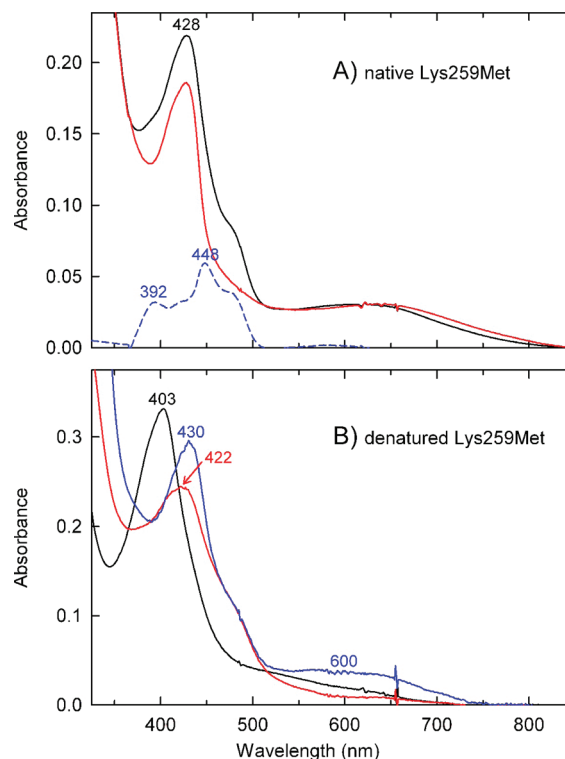 428
A) native Lys259Met
0.20
0.15
Absorbance
0.10
448
392
0.05
0.00
403
430
B) denatured Lys259Met
0.3
422
Absorbance
0.2
0.1
600
0.0
400 500 600 700 800
Wavelength (nm)